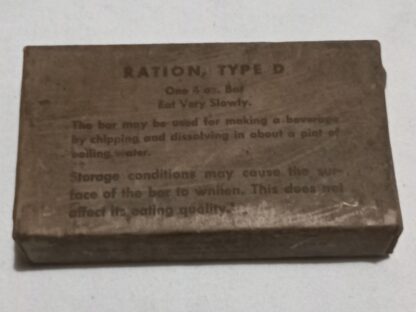 RATION, TYPE D
One 4 oz. Bar
Eat Very Slowly.
The bar may be used for making a beverage
by chipping and dissolving in about a pint of
boiling water.
Storage conditions may cause the sur-
face of the bar to whiten. This does not
affect its eating quality.